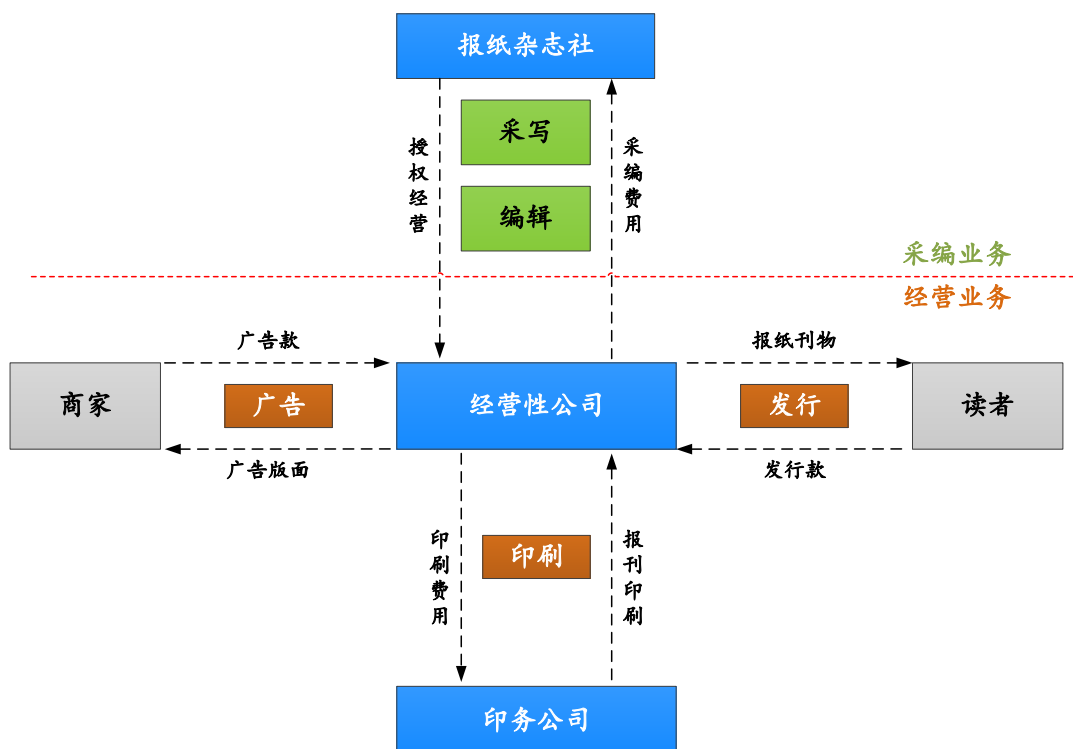 报纸杂志社
采写
授权经营
采编费用
编辑
采编业务
经营业务
广告款
报纸刊物
商家
广告
经营性公司
发行
读者
广告版面
发行款
印刷费用
印刷
报刊印刷
印务公司